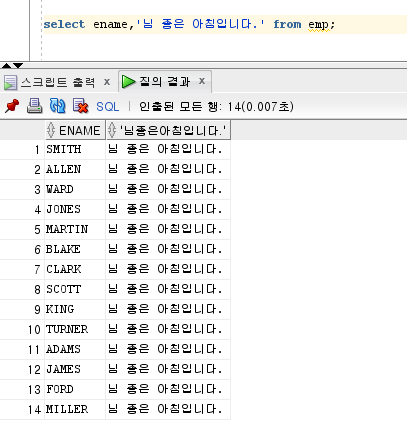 select ename,'님 좋은 아침입니다.' from emp;
스크립트 출력 x 질의 결과 x
SQL | 인출된 모든 행: 14(0.007초)
ENAME '님좋은아침입니다.'
1 SMITH 님 좋은 아침입니다.
2 ALLEN 님 좋은 아침입니다.
3 WARD 님 좋은 아침입니다.
4 JONES 님 좋은 아침입니다.
5 MARTIN 님 좋은 아침입니다.
6 BLAKE 님 좋은 아침입니다.
7 CLARK 님 좋은 아침입니다.
8 SCOTT 님 좋은 아침입니다.
9 KING 님 좋은 아침입니다.
10 TURNER 님 좋은 아침입니다.
11 ADAMS 님 좋은 아침입니다.
12 JAMES 님 좋은 아침입니다.
13 FORD 님 좋은 아침입니다.
14 MILLER 님 좋은 아침입니다.